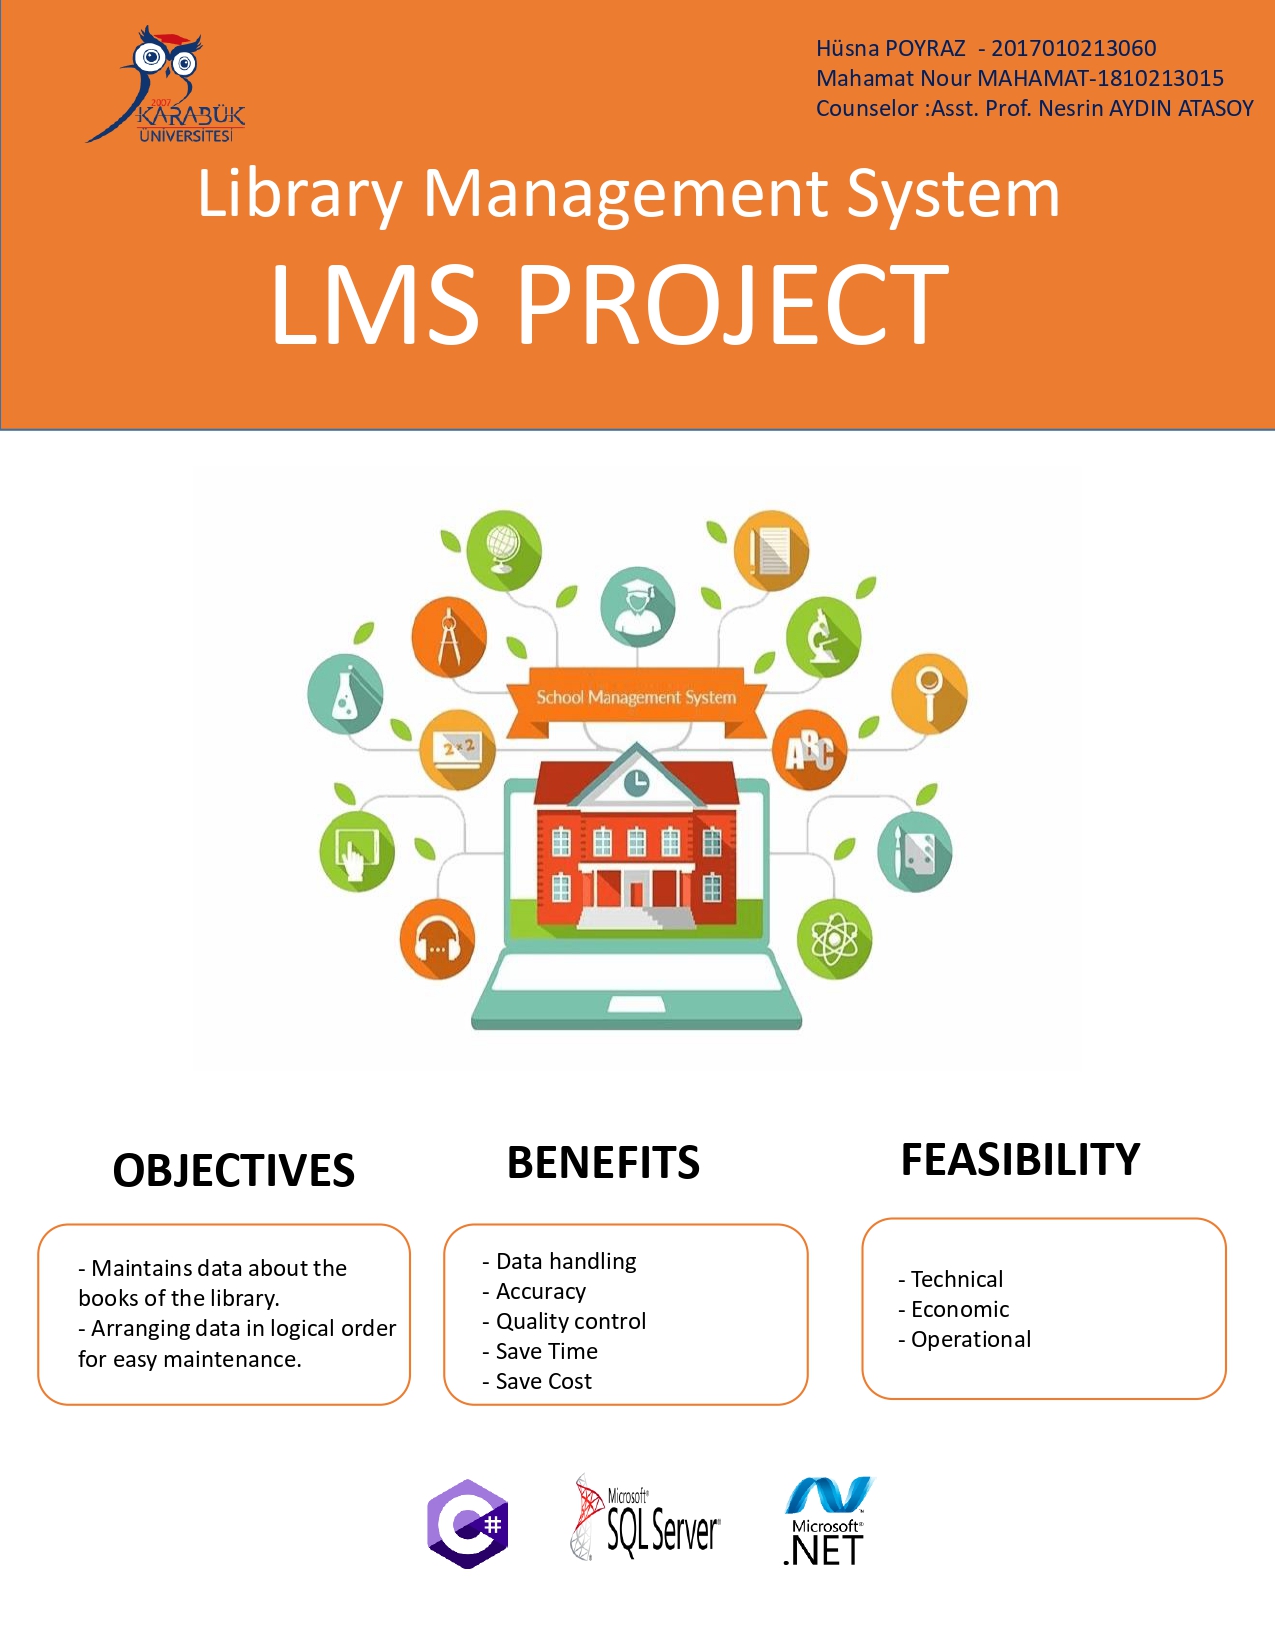 2007
KARABÜK
ÜNİVERSİTESİ
Hüsna POYRAZ  - 2017010213060
Mahamat Nour MAHAMAT-1810213015
Counselor :Asst. Prof. Nesrin AYDIN ATASOY
Library Management System
LMS PROJECT
School Management System
2×2
ABC
OBJECTIVES
- Maintains data about the
books of the library.
- Arranging data in logical order
for easy maintenance.
BENEFITS
- Data handling
- Accuracy
- Quality control
- Save Time
- Save Cost
FEASIBILITY
- Technical
- Economic
- Operational
C#
Microsoft®
SQL Server®
Microsoft®
.NET